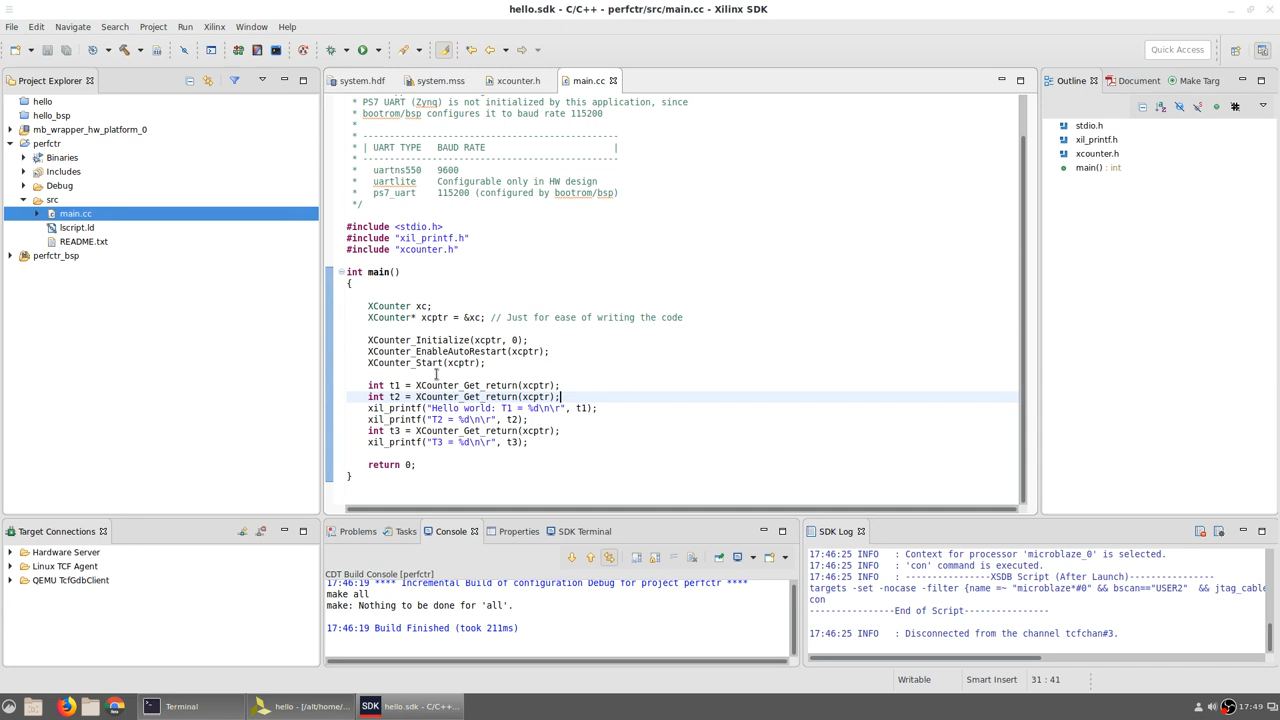 hello.sdk - C/C++ - perfctr/src/main.cc - Xilinx SDK
File Edit Navigate Search Project Run Xilinx Window Help
Quick Access
Project Explorer
hello
hello_bsp
mb_wrapper_hw_platform_0
perfctr
Binaries
Includes
Debug
src
main.cc
lscript.ld
README.txt
perfctr_bsp
system.hdf system.mss xcounter.h main.cc
* PS7 UART (Zynq) is not initialized by this application, since
* bootrom/bsp configures it to baud rate 115200
*
* ------------------------------------------------
* | UART TYPE BAUD RATE |
* ------------------------------------------------
* uartns550 9600
* uartlite Configurable only in HW design
* ps7_uart 115200 (configured by bootrom/bsp)
*/
#include <stdio.h>
#include "xil_printf.h"
#include "xcounter.h"
int main()
{
XCounter xc;
XCounter* xcptr = &xc; // Just for ease of writing the code
XCounter_Initialize(xcptr, 0);
XCounter_EnableAutoRestart(xcptr);
XCounter_Start(xcptr);
int t1 = XCounter_Get_return(xcptr);
int t2 = XCounter_Get_return(xcptr);
xil_printf("Hello world: T1 = %d\n\r", t1);
xil_printf("T2 = %d\n\r", t2);
int t3 = XCounter_Get_return(xcptr);
xil_printf("T3 = %d\n\r", t3);
return 0;
}
Outline Document Make Targ
stdio.h
xil_printf.h
xcounter.h
main() : int
Target Connections
Hardware Server
Linux TCF Agent
QEMU TcfGdbClient
Problems Tasks Console Properties SDK Terminal
CDT Build Console [perfctr]
17:46:19 **** Incremental Build of configuration Debug for project perfctr ****
make all
make: Nothing to be done for 'all'.
17:46:19 Build Finished (took 211ms)
SDK Log
17:46:25 INFO : Context for processor 'microblaze_0' is selected.
17:46:25 INFO : 'con' command is executed.
17:46:25 INFO : ----------------XSDB Script (After Launch)----------------
targets -set -nocase -filter {name =~ "microblaze*#0" && bscan=="USER2" && jtag_cable
con
----------------End of Script----------------
17:46:25 INFO : Disconnected from the channel tcfchan#3.
Writable Smart Insert 31 : 41
Terminal
hello - [/alt/home/...
SDK
hello.sdk - C/C++ ...
17:49